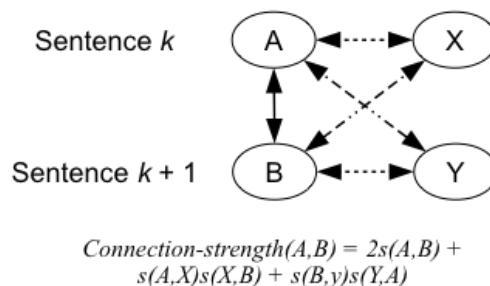 Sentence k A X
Sentence k + 1 B Y
Connection-strength(A,B) = 2s(A,B) +
s(A,X)s(X,B) + s(B,y)s(Y,A)